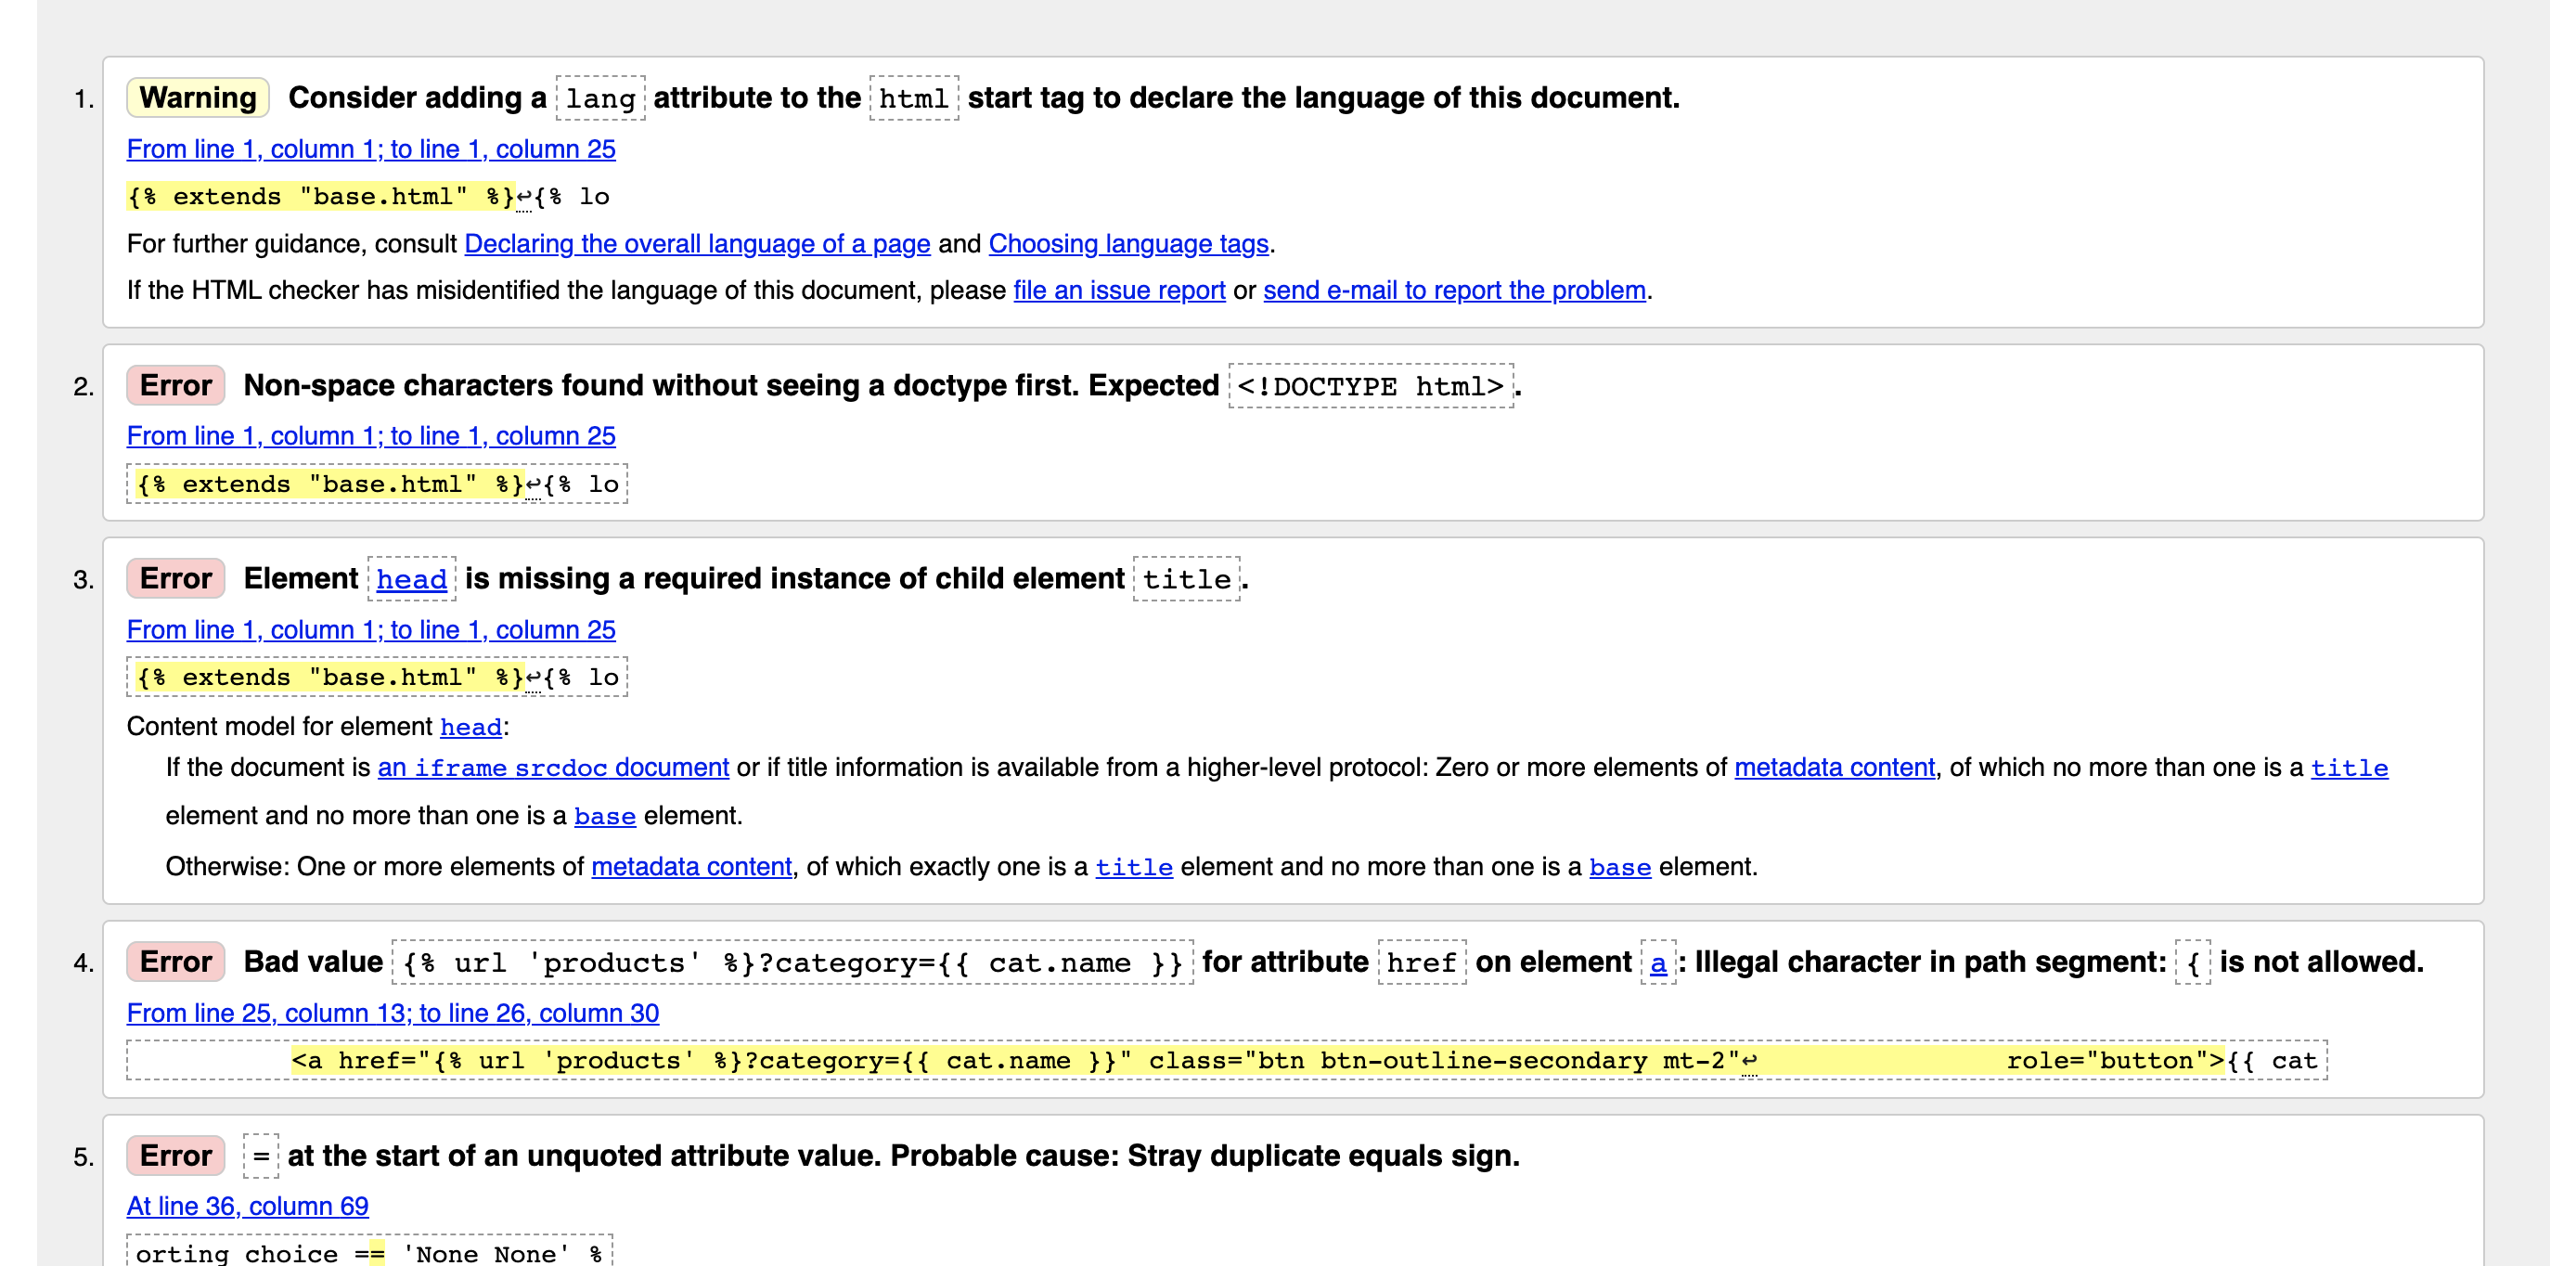 1. Warning Consider adding a lang attribute to the html start tag to declare the language of this document.
From line 1, column 1; to line 1, column 25
{% extends "base.html" %}↩{% lo
For further guidance, consult Declaring the overall language of a page and Choosing language tags.
If the HTML checker has misidentified the language of this document, please file an issue report or send e-mail to report the problem.
2. Error Non-space characters found without seeing a doctype first. Expected <!DOCTYPE html>.
From line 1, column 1; to line 1, column 25
{% extends "base.html" %}↩{% lo
3. Error Element head is missing a required instance of child element title.
From line 1, column 1; to line 1, column 25
{% extends "base.html" %}↩{% lo
Content model for element head:
If the document is an iframe srcdoc document or if title information is available from a higher-level protocol: Zero or more elements of metadata content, of which no more than one is a title
element and no more than one is a base element.
Otherwise: One or more elements of metadata content, of which exactly one is a title element and no more than one is a base element.
4. Error Bad value {% url 'products' %}?category={{ cat.name }} for attribute href on element a: Illegal character in path segment: { is not allowed.
From line 25, column 13; to line 26, column 30
<a href="{% url 'products' %}?category={{ cat.name }}" class="btn btn-outline-secondary mt-2"↩ role="button">{{ cat
5. Error = at the start of an unquoted attribute value. Probable cause: Stray duplicate equals sign.
At line 36, column 69
orting choice == 'None None' %